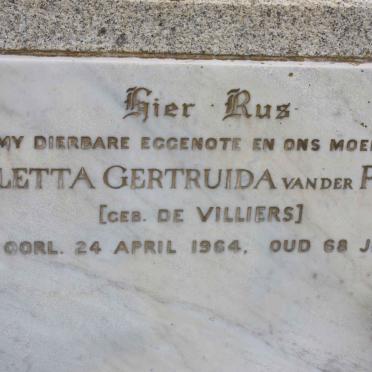 Hier Rus
MY DIERBARE EGGENOTE EN ONS MOE
LETTA GERTRUIDA VAN DER
[GEB. DE VILLIERS]
OORL. 24 APRIL 1964, OUD 68 J